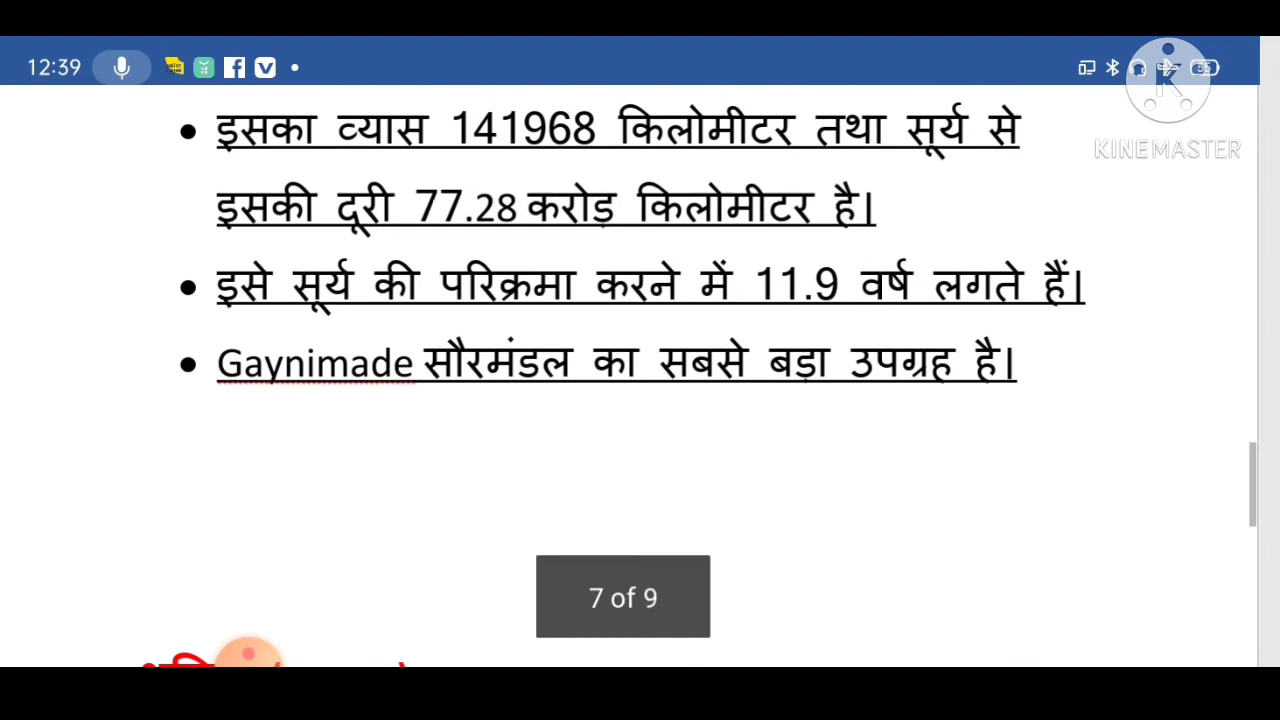 12:39
55
KINEMASTER
• इसका व्यास 141968 किलोमीटर तथा सूर्य से
इसकी दूरी 77.28 करोड़ किलोमीटर है।
• इसे सूर्य की परिक्रमा करने में 11.9 वर्ष लगते हैं।
• Gaynimade सौरमंडल का सबसे बड़ा उपग्रह है।
7 of 9